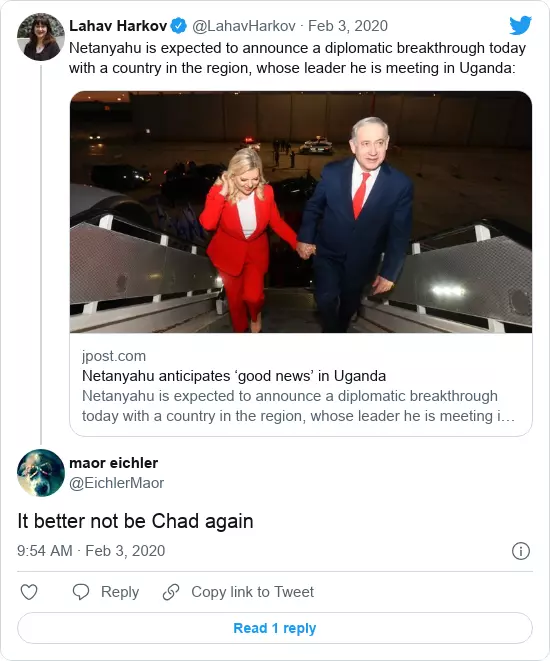 Lahav Harkov @LahavHarkov · Feb 3, 2020
Netanyahu is expected to announce a diplomatic breakthrough today
with a country in the region, whose leader he is meeting in Uganda:
jpost.com
Netanyahu anticipates ‘good news’ in Uganda
Netanyahu is expected to announce a diplomatic breakthrough
today with a country in the region, whose leader he is meeting i…
maor eichler
@EichlerMaor
It better not be Chad again
9:54 AM · Feb 3, 2020
Reply Copy link to Tweet
Read 1 reply